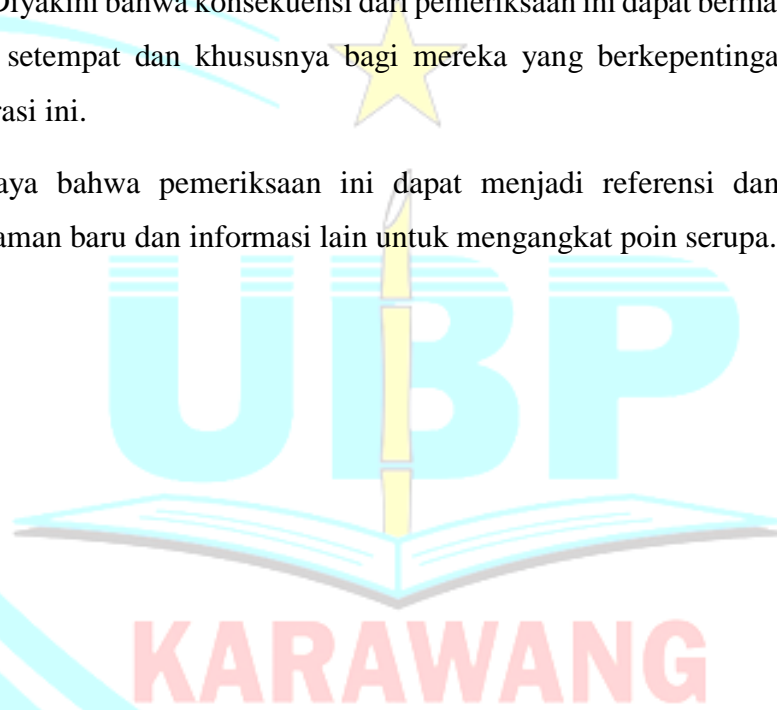 Diyakini bahwa konsekuensi dari pemeriksaan ini dapat berma
setempat dan khususnya bagi mereka yang berkepentinga
rasi ini.
aya bahwa pemeriksaan ini dapat menjadi referensi dan
aman baru dan informasi lain untuk mengangkat poin serupa.
UBP
KARAWANG